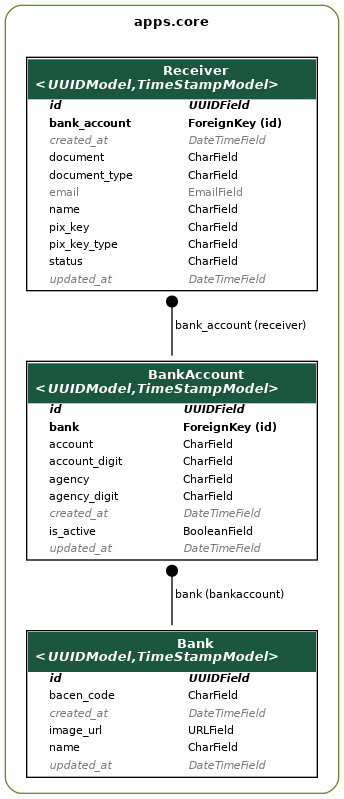 apps.core
Receiver
<UUIDModel,TimeStampModel>
id UUIDField
bank_account ForeignKey (id)
created_at DateTimeField
document CharField
document_type CharField
email EmailField
name CharField
pix_key CharField
pix_key_type CharField
status CharField
updated_at DateTimeField
bank_account (receiver)
BankAccount
<UUIDModel,TimeStampModel>
id UUIDField
bank ForeignKey (id)
account CharField
account_digit CharField
agency CharField
agency_digit CharField
created_at DateTimeField
is_active BooleanField
updated_at DateTimeField
bank (bankaccount)
Bank
<UUIDModel,TimeStampModel>
id UUIDField
bacen_code CharField
created_at DateTimeField
image_url URLField
name CharField
updated_at DateTimeField